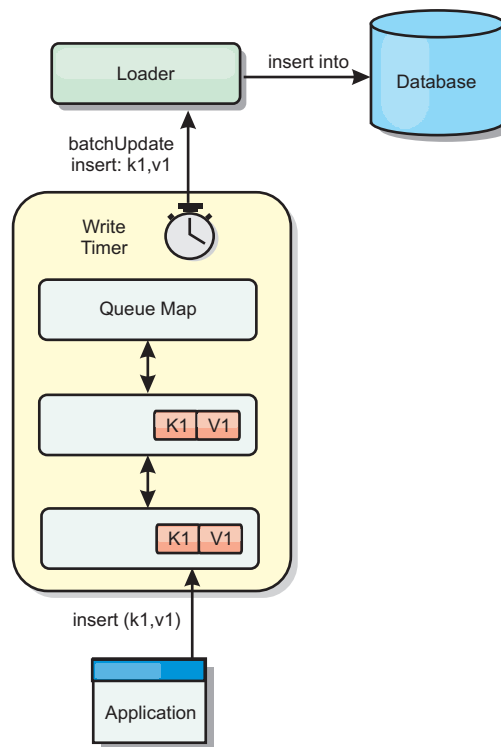 Loader
insert into
Database
batchUpdate
insert: k1,v1
Write
Timer
Queue Map
K1 V1
K1 V1
insert (k1,v1)
Application